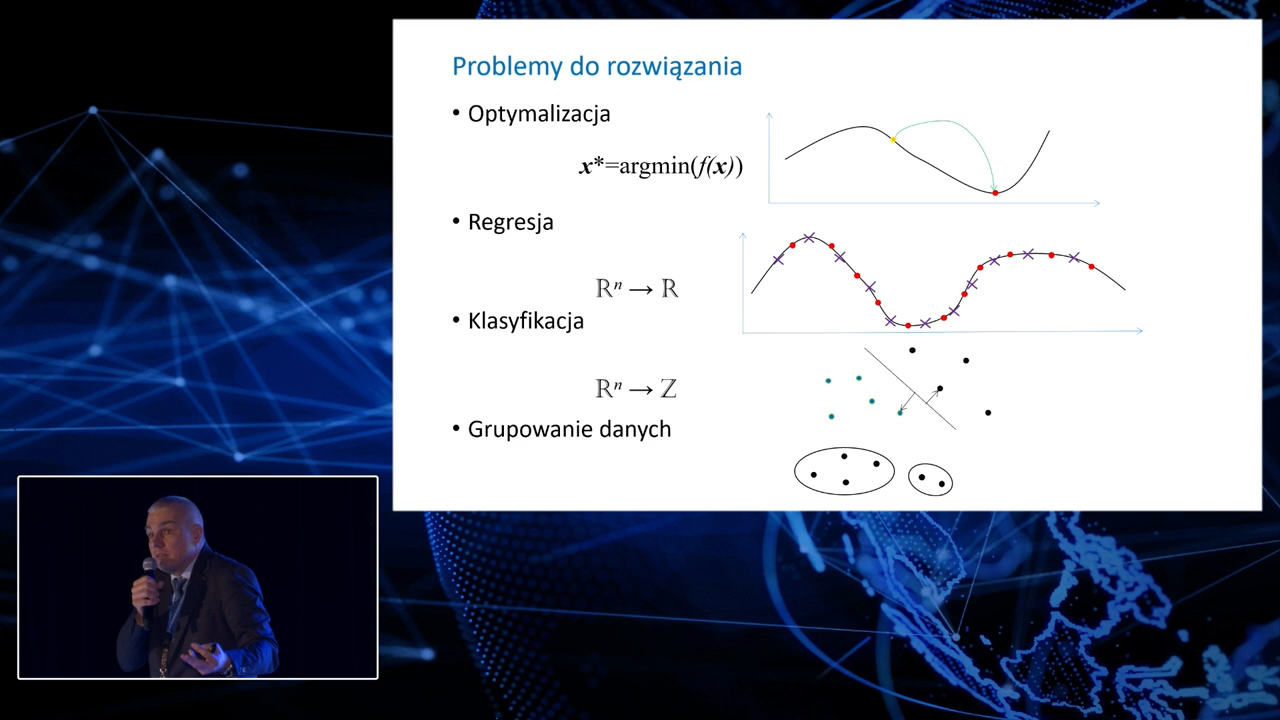 Problemy do rozwiązania
• Optymalizacja
x*=argmin(f(x))
• Regresja
ℝⁿ → ℝ
• Klasyfikacja
ℝⁿ → ℤ
• Grupowanie danych